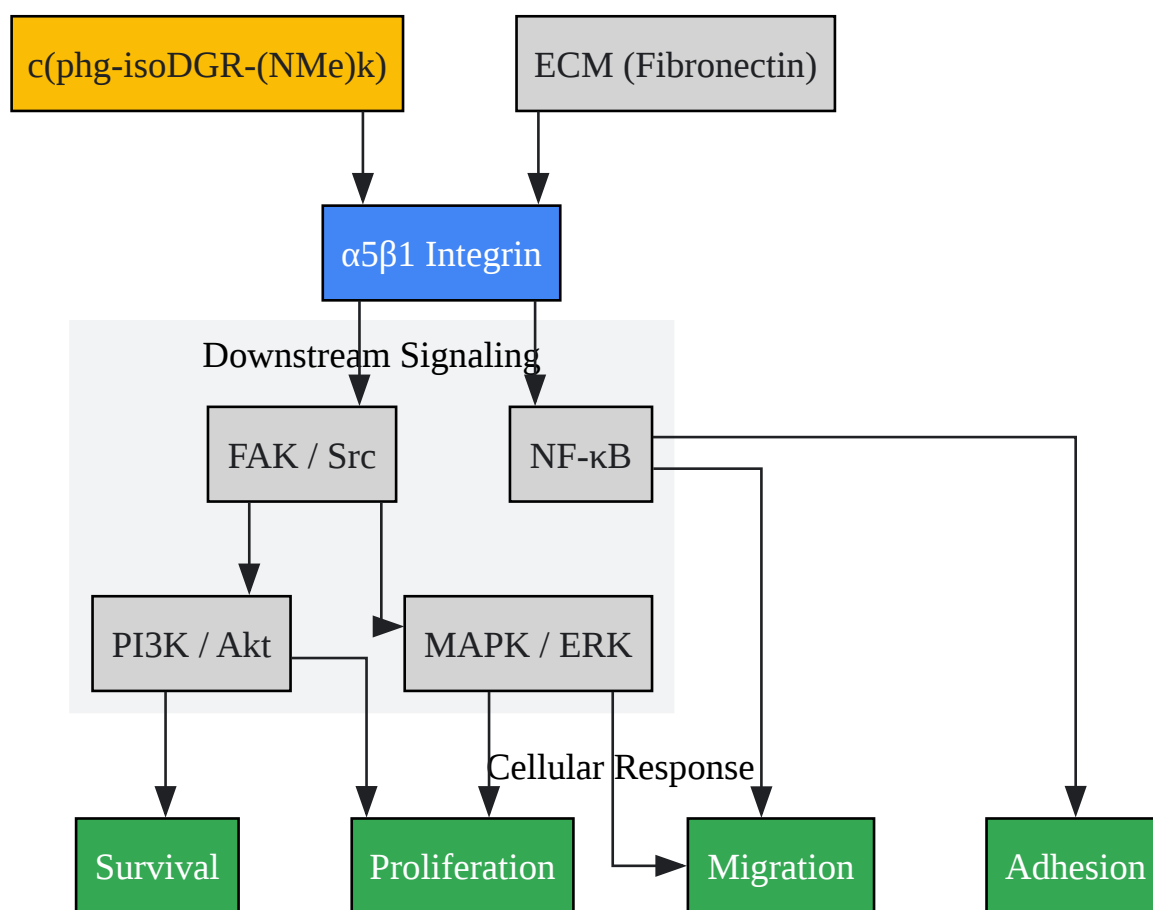 c(phg-isoDGR-(NMe)k)
ECM (Fibronectin)
α5β1 Integrin
Downstream Signaling
FAK / Src
NF-κB
PI3K / Akt
MAPK / ERK
Cellular Response
Survival
Proliferation
Migration
Adhesion